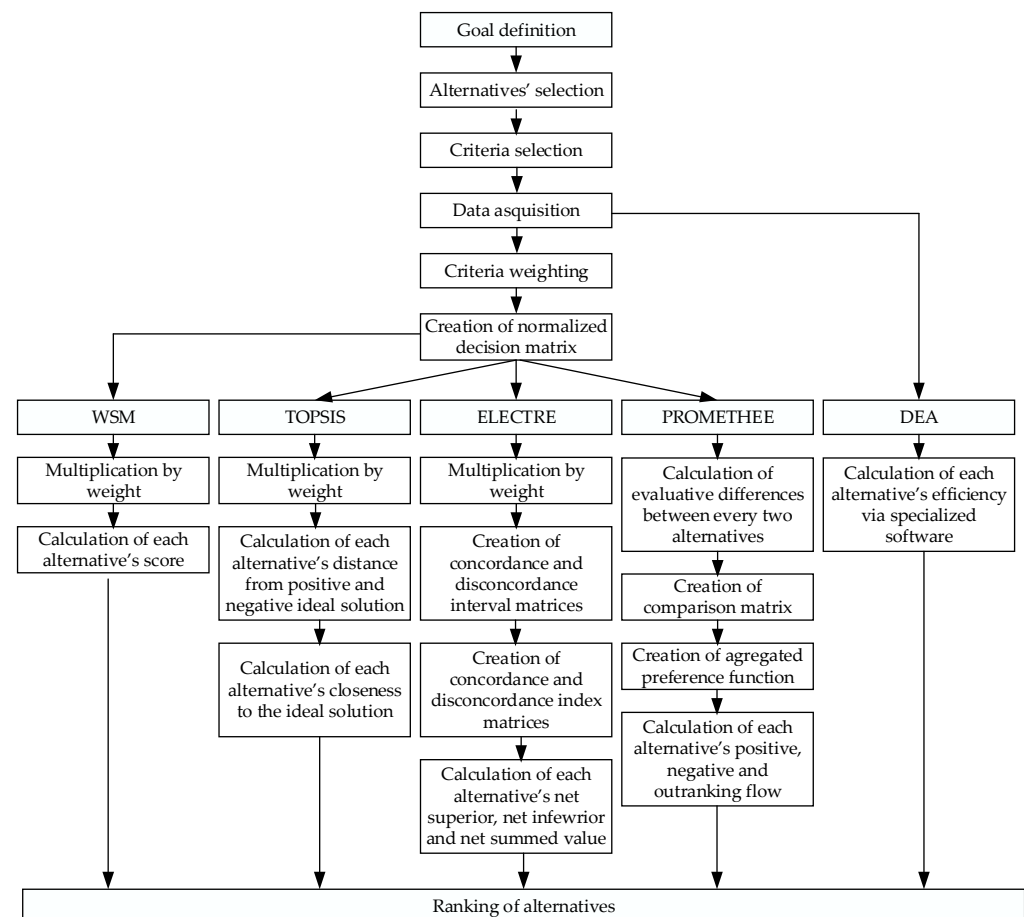 Goal definition
Alternatives’ selection
Criteria selection
Data asquisition
Criteria weighting
Creation of normalized
decision matrix
WSM
TOPSIS
ELECTRE
PROMETHEE
DEA
Multiplication by
weight
Calculation of each
alternative’s score
Multiplication by
weight
Calculation of each
alternative’s distance
from positive and
negative ideal solution
Calculation of each
alternative’s closeness
to the ideal solution
Multiplication by
weight
Creation of
concordance and
disconcordance
interval matrices
Creation of
concordance and
disconcordance index
matrices
Calculation of each
alternative’s net
superior, net infewrior
and net summed value
Calculation of
evaluative differences
between every two
alternatives
Creation of
comparison matrix
Creation of agregated
preference function
Calculation of each
alternative’s positive,
negative and
outranking flow
Calculation of each
alternative’s efficiency
via specialized
software
Ranking of alternatives